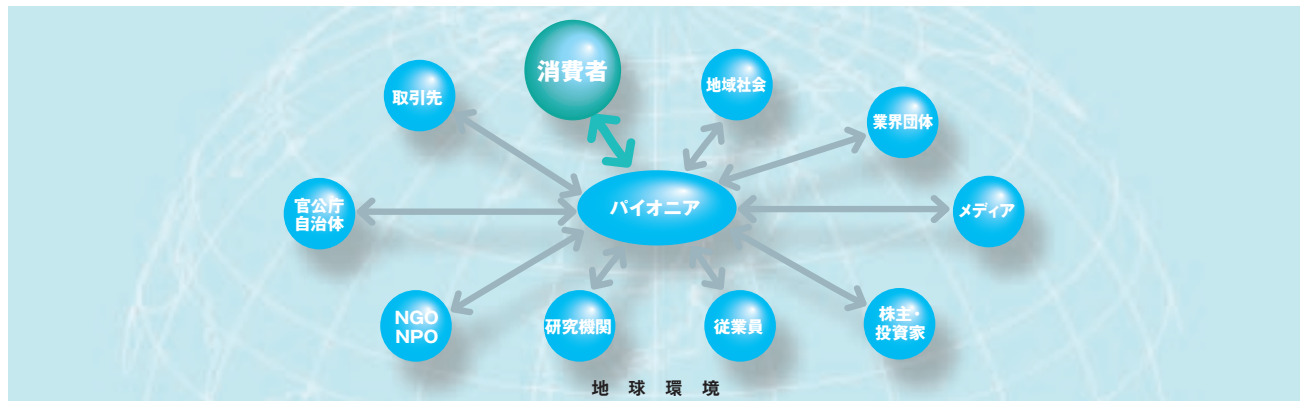 消費者
地域社会
取引先
業界団体
パイオニア
官公庁
自治体
メディア
NGO
NPO
研究機関
従業員
株主・
投資家
地球環境